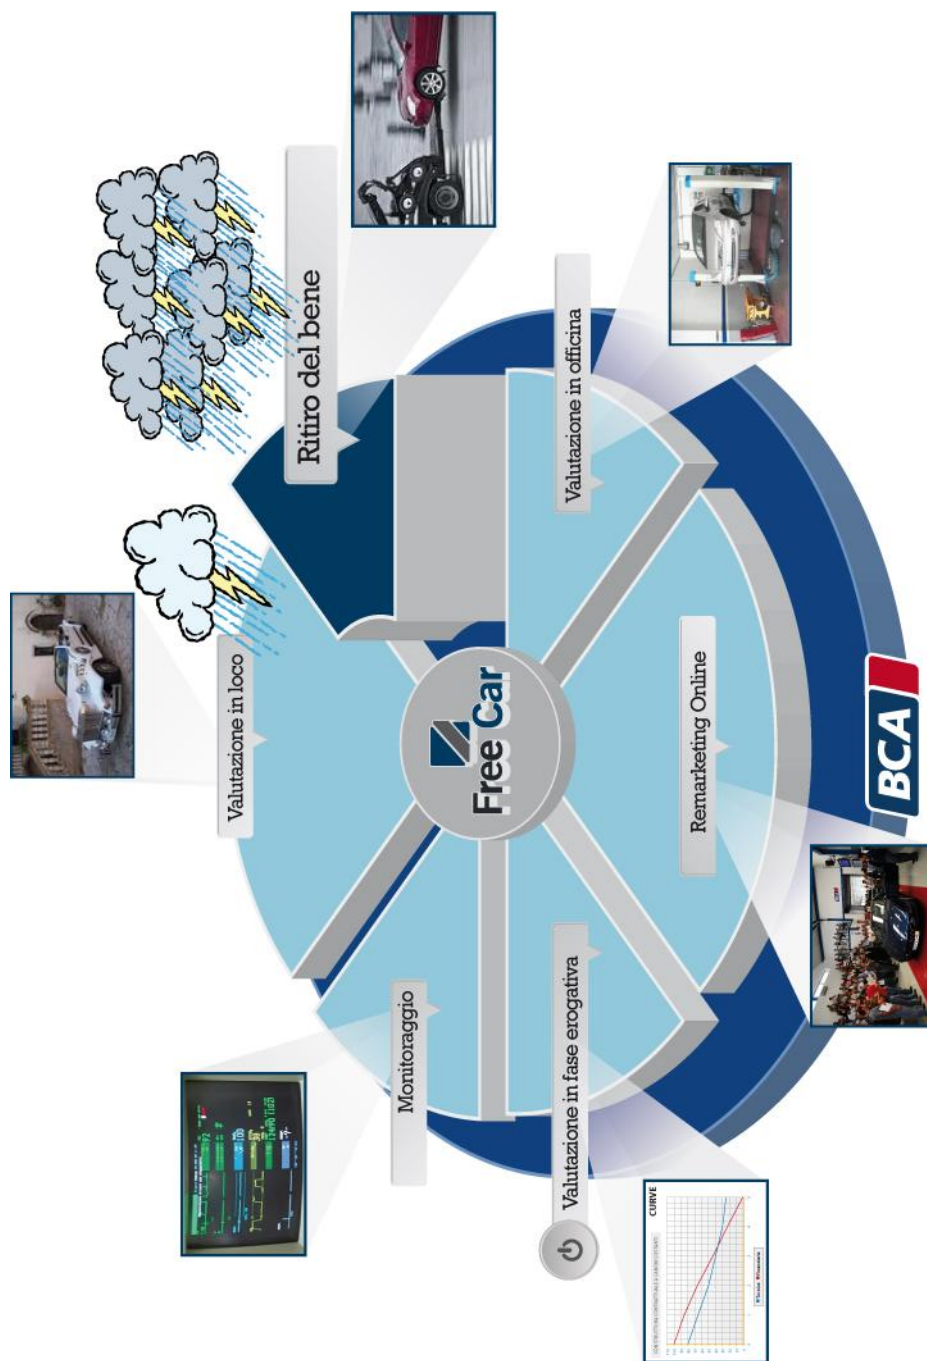 Valutazione in fase erogativa
Monitoraggio
Valutazione in loco
Ritiro del bene
Valutazione in officina
Remarketing Online
Free Car
BCA
CURVE